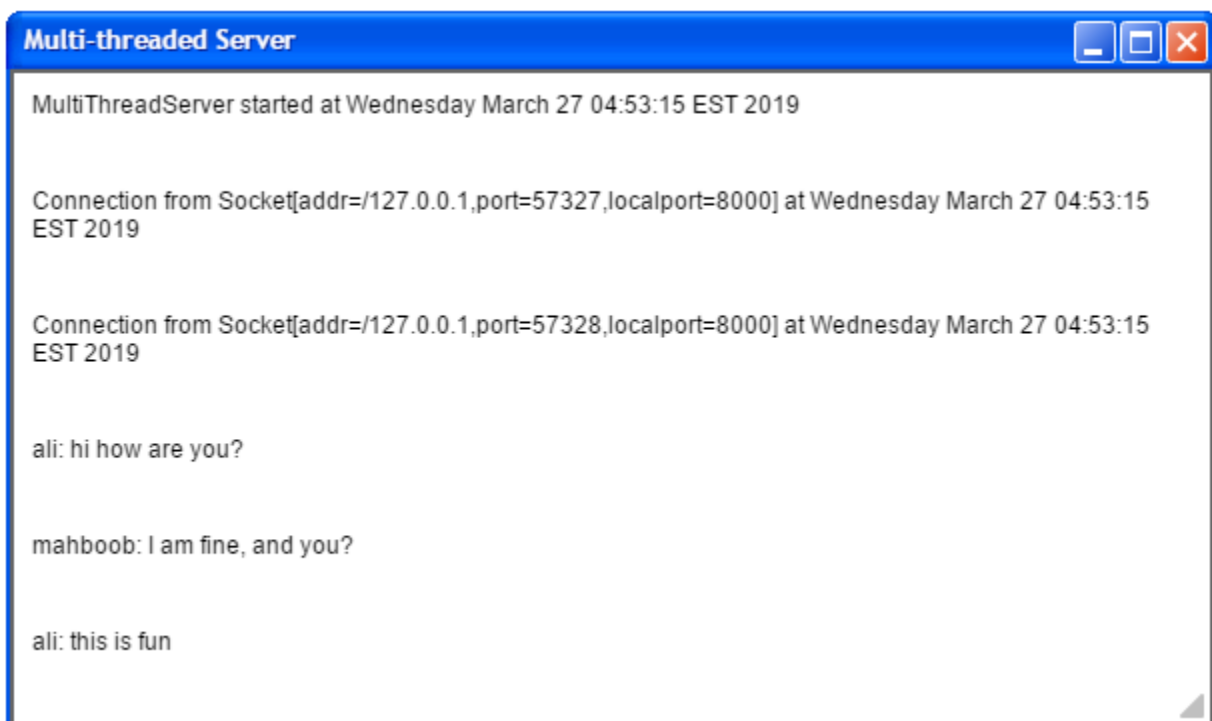 Multi-threaded Server
MultiThreadServer started at Wednesday March 27 04:53:15 EST 2019
Connection from Socket[addr=/127.0.0.1,port=57327,localport=8000] at Wednesday March 27 04:53:15
EST 2019
Connection from Socket[addr=/127.0.0.1,port=57328,localport=8000] at Wednesday March 27 04:53:15
EST 2019
ali: hi how are you?
mahboob: I am fine, and you?
ali: this is fun